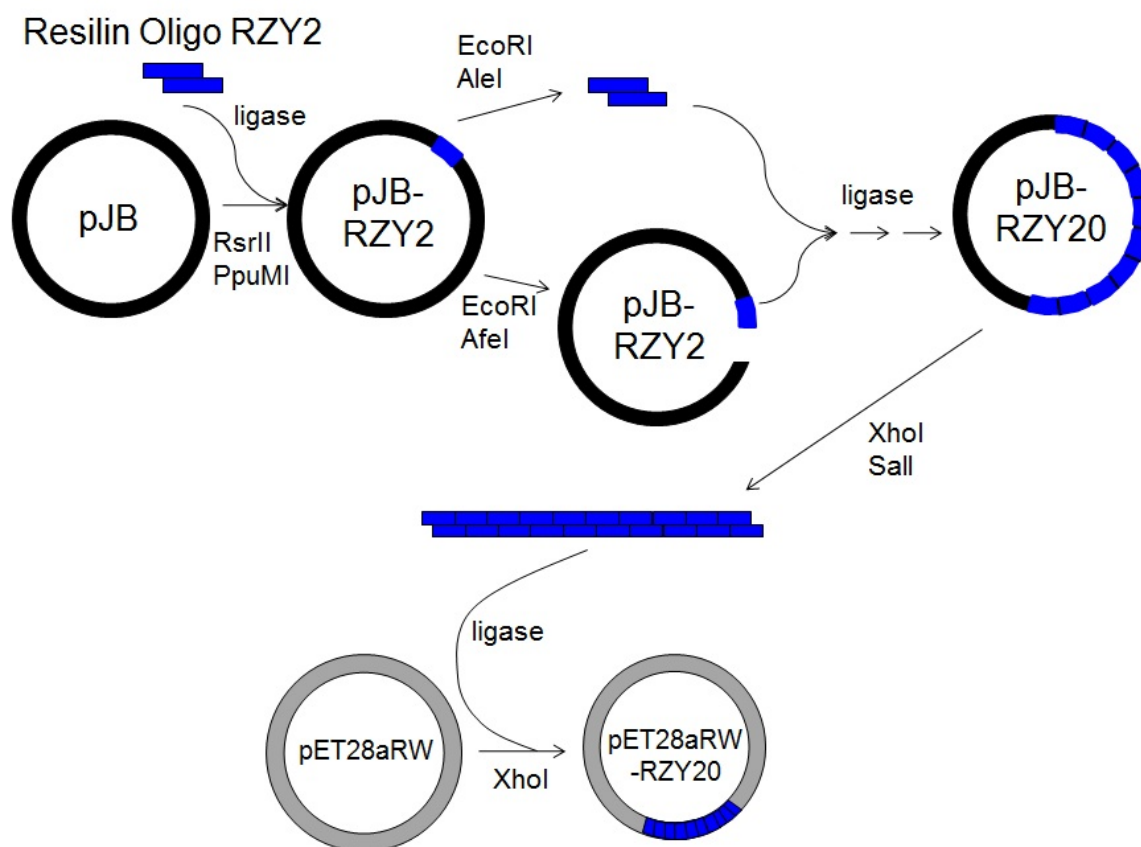 Resilin Oligo RZY2
ligase
pJB
RsrII
PpuMI
pJB-
RZY2
EcoRI
AleI
EcoRI
AfeI
pJB-
RZY2
ligase
pJB-
RZY20
XhoI
SalI
ligase
pET28aRW
XhoI
pET28aRW
-RZY20